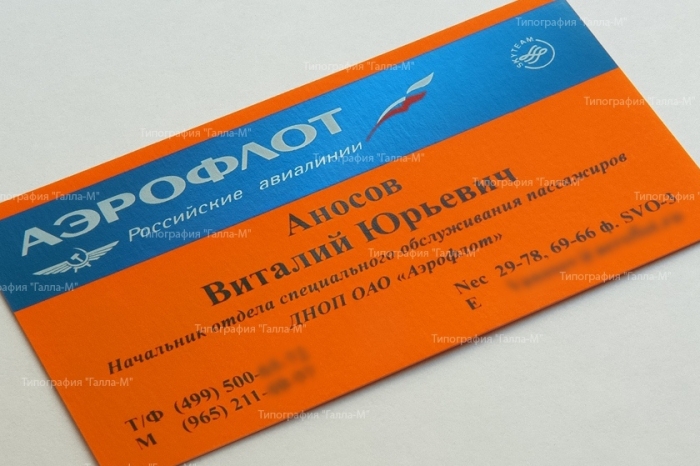 SKYTEAM
АЭРОФЛОТ
Российские авиалинии
Аносов
Виталий Юрьевич
Начальник отдела специального обслуживания пассажиров
ДНОП ОАО «Аэрофлот»
Nec 29-78, 69-66 ф. SVO-3,
E
Т/Ф (499) 500-
М (965) 211-
Типография "Галла-М"